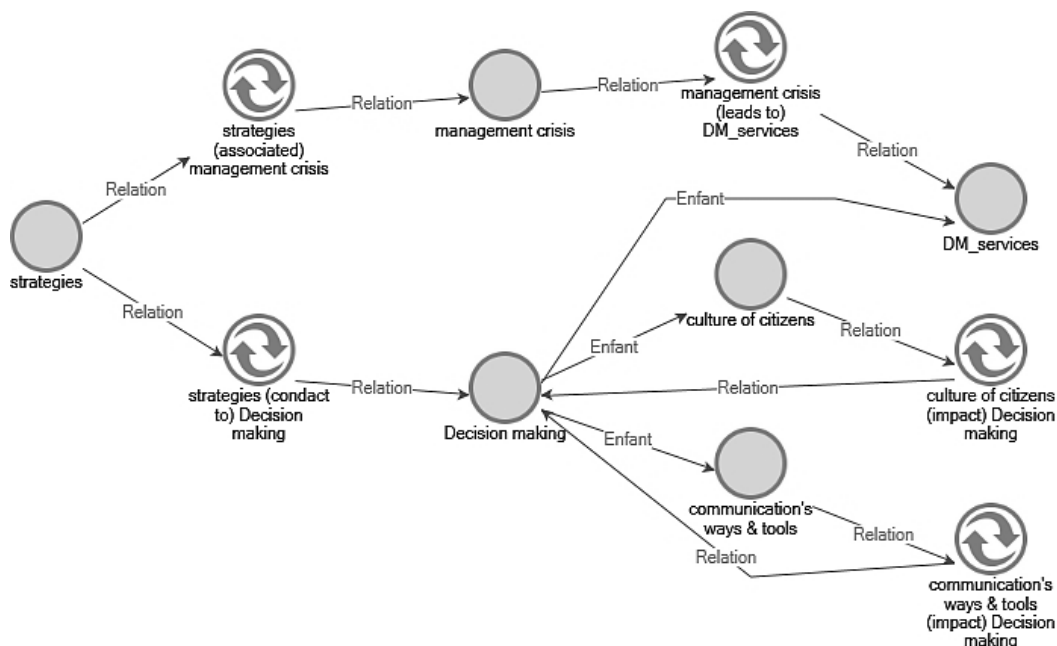 management crisis
(leads to)
DM_services
Relation
Relation
management crisis
strategies
(associated)
management crisis
Relation
Relation
Relation
Enfant
DM_services
strategies
culture of citizens
Relation
Relation
Enfant
strategies (condact
to) Decision
making
Relation
Relation
culture of citizens
(impact) Decision
making
Decision making
Enfant
communication's
ways & tools
Relation
Relation
communication's
ways & tools
(impact) Decision
making